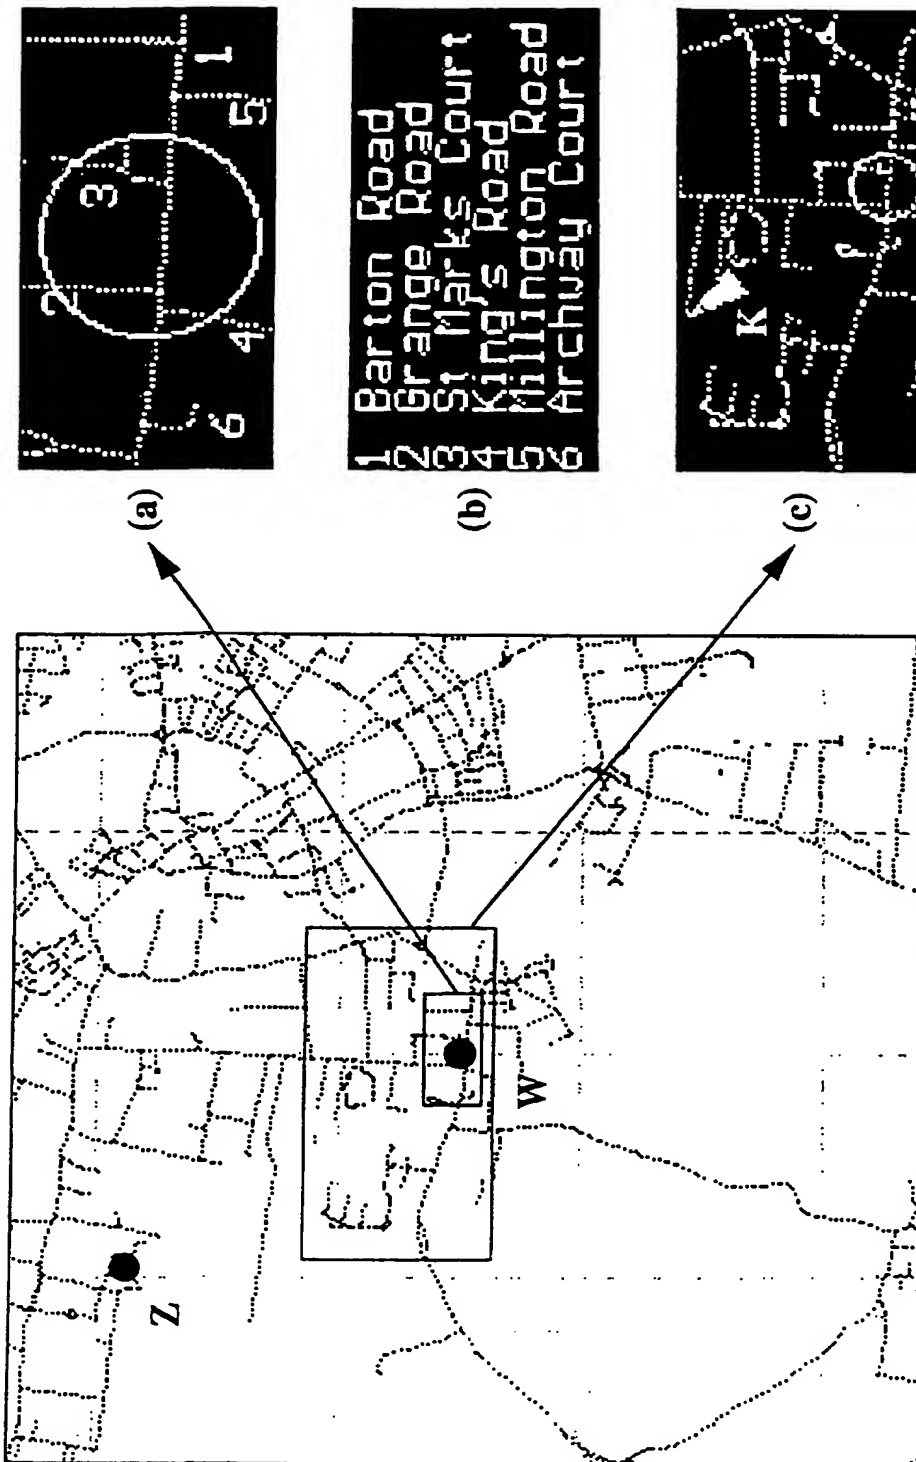 1
2
3
4
5
6
(a)
1 Barton Road
2 Grange Road
3 St Marks Court
4 King's Road
5 Millington Road
6 Archway Court
(b)
K
(c)
Z
W